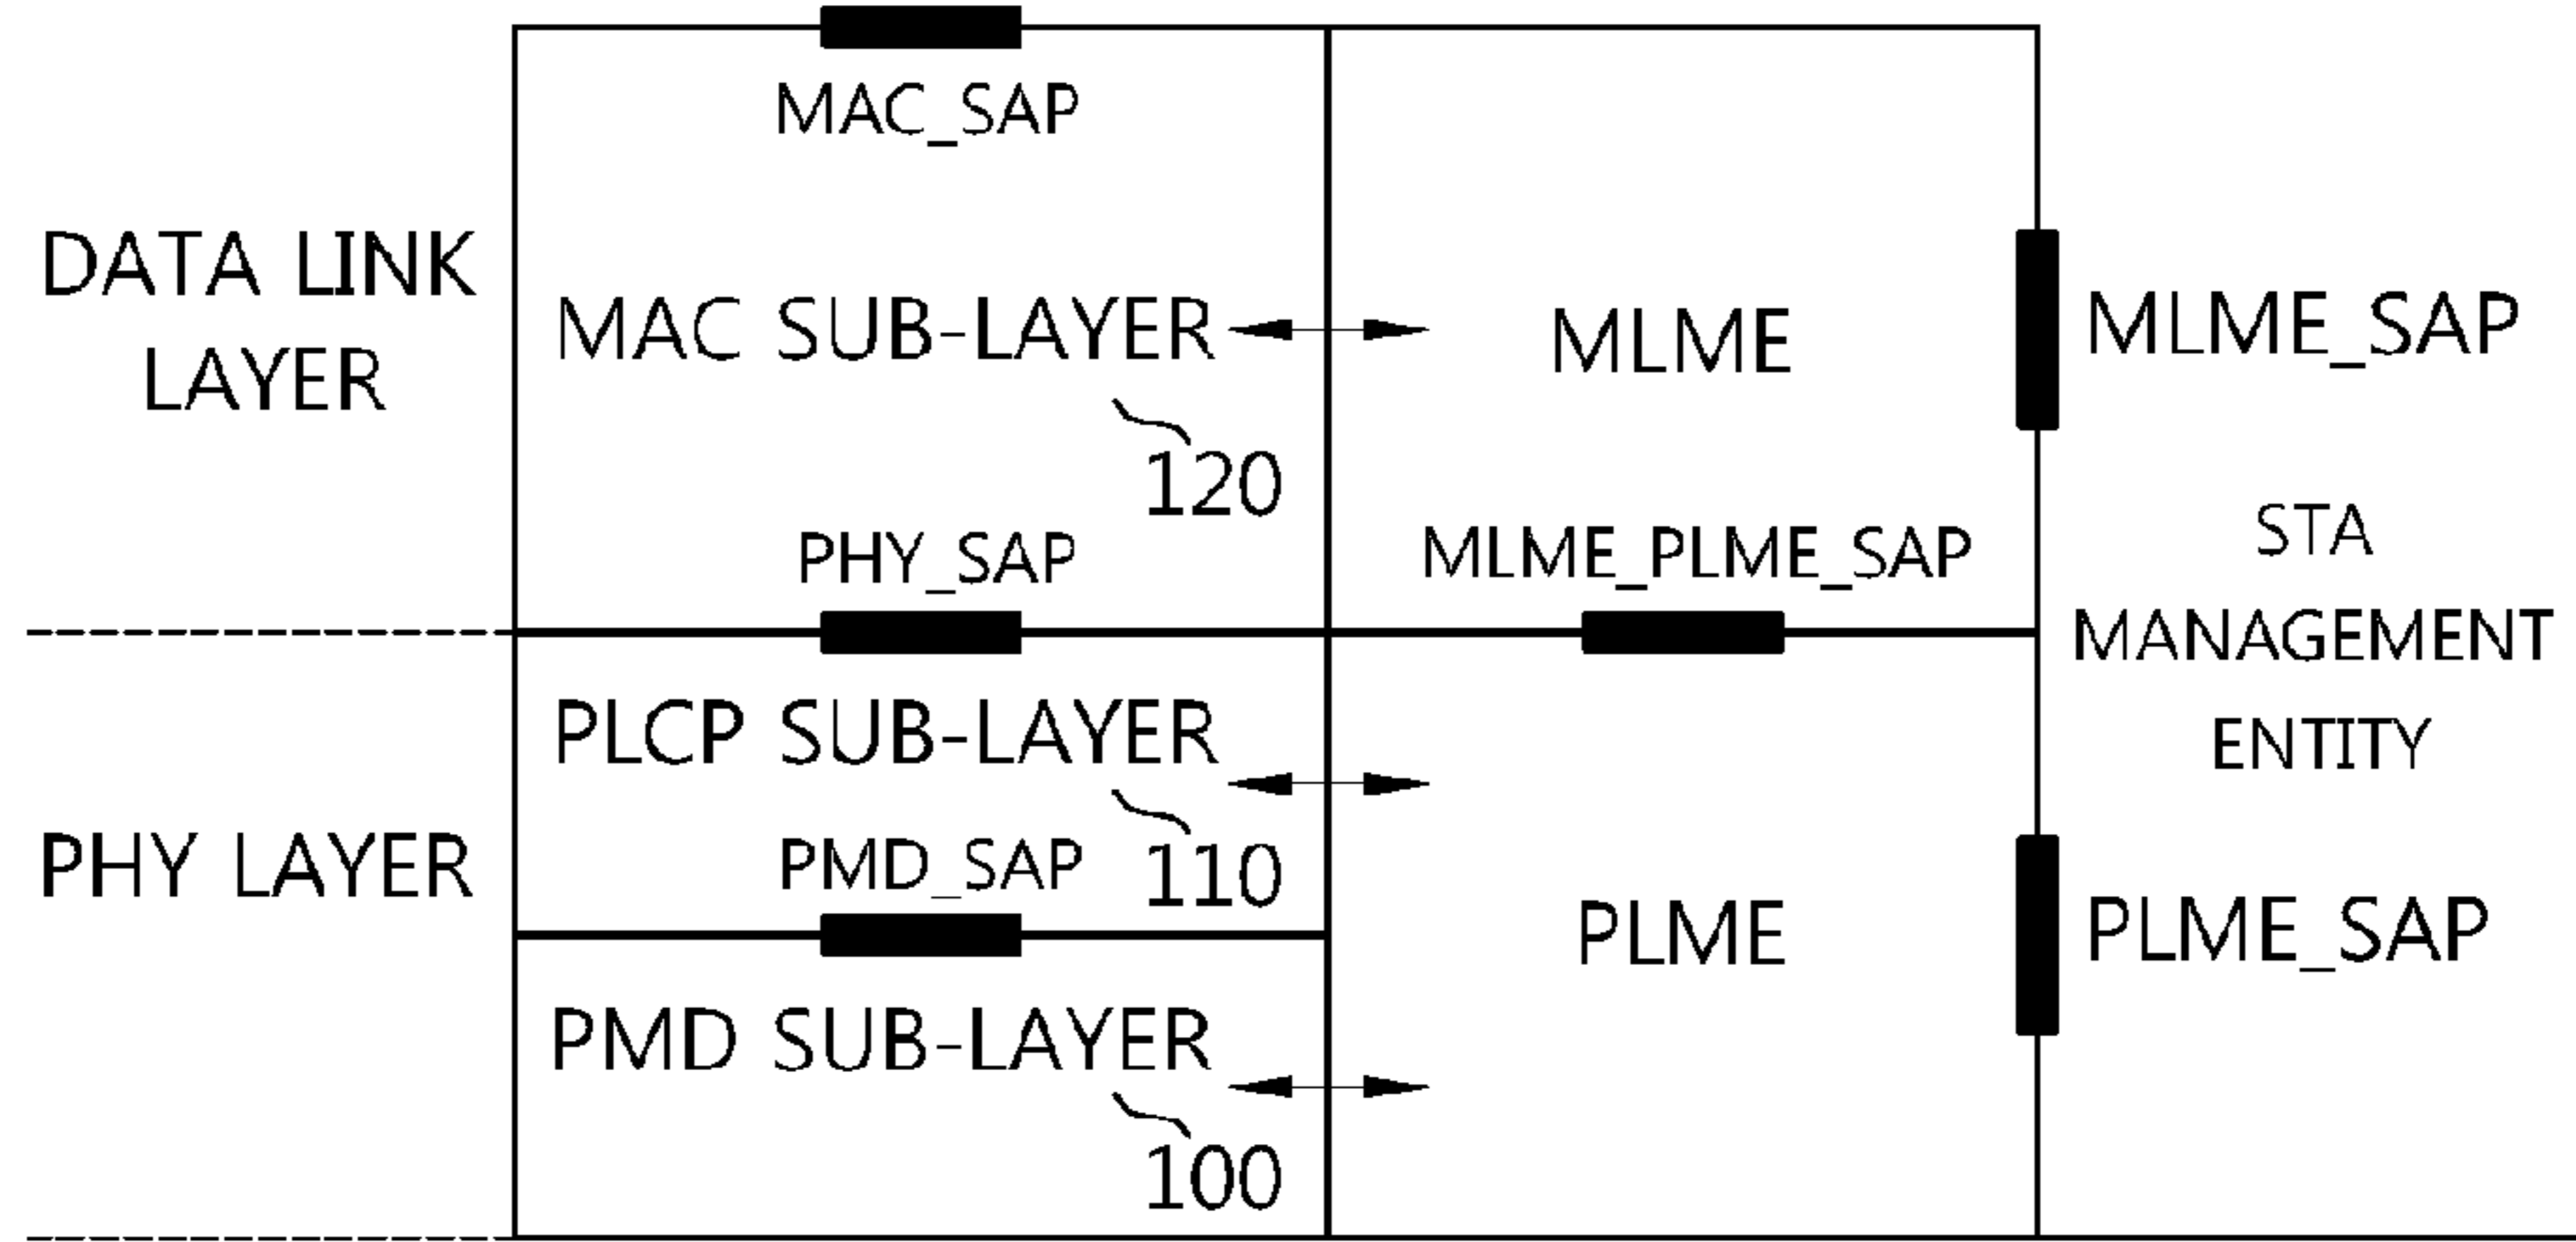 MAC_SAP
DATA LINK
LAYER
MAC SUB-LAYER
120
MLME
MLME_SAP
PHY_SAP
MLME_PLME_SAP
STA
MANAGEMENT
ENTITY
PHY LAYER
PLCP SUB-LAYER
110
PMD_SAP
PMD SUB-LAYER
100
PLME
PLME_SAP